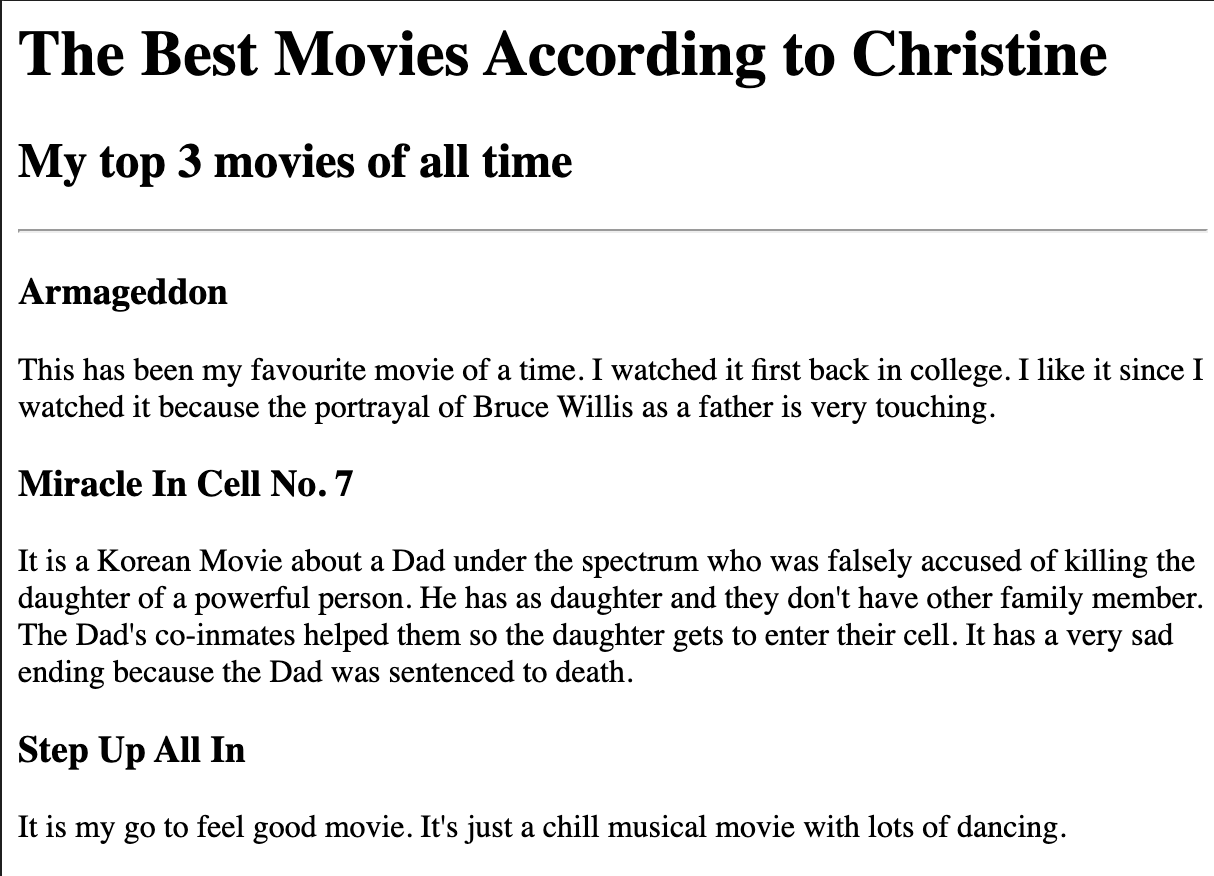 The Best Movies According to Christine
My top 3 movies of all time
Armageddon
This has been my favourite movie of a time. I watched it first back in college. I like it since I
watched it because the portrayal of Bruce Willis as a father is very touching.
Miracle In Cell No. 7
It is a Korean Movie about a Dad under the spectrum who was falsely accused of killing the
daughter of a powerful person. He has as daughter and they don't have other family member.
The Dad's co-inmates helped them so the daughter gets to enter their cell. It has a very sad
ending because the Dad was sentenced to death.
Step Up All In
It is my go to feel good movie. It's just a chill musical movie with lots of dancing.